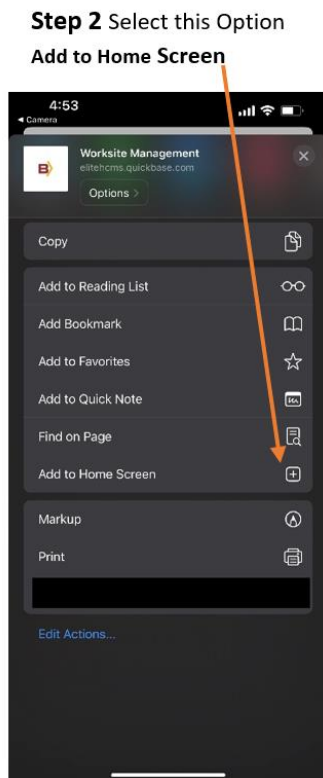 Step 2 Select this Option
Add to Home Screen
4:53
Camera
Worksite Management
elitehcms.quickbase.com
Options >
Copy
Add to Reading List
Add Bookmark
Add to Favorites
Add to Quick Note
Find on Page
Add to Home Screen
Markup
Print
Edit Actions...